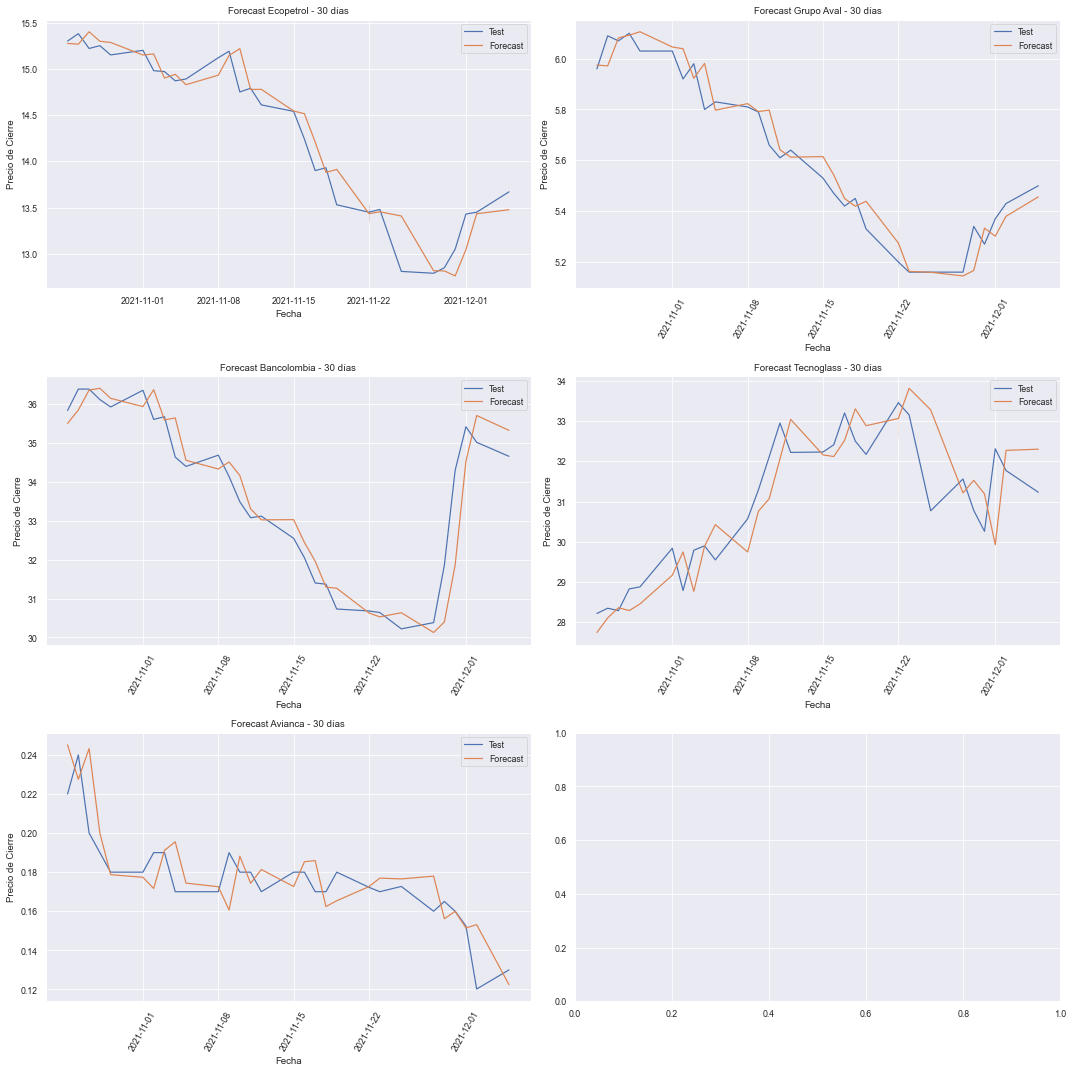 Forecast Ecopetrol - 30 dias
Test
Forecast
Precio de Cierre
15.5
15.0
14.5
14.0
13.5
13.0
2021-11-01
2021-11-08
2021-11-15
2021-11-22
2021-12-01
Fecha
Forecast Grupo Aval - 30 dias
Test
Forecast
Precio de Cierre
6.0
5.8
5.6
5.4
5.2
2021-11-01
2021-11-08
2021-11-15
2021-11-22
2021-12-01
Fecha
Forecast Bancolombia - 30 dias
Test
Forecast
Precio de Cierre
36
35
34
33
32
31
30
2021-11-01
2021-11-08
2021-11-15
2021-11-22
2021-12-01
Fecha
Forecast Tecnoglass - 30 dias
Test
Forecast
Precio de Cierre
34
33
32
31
30
29
28
2021-11-01
2021-11-08
2021-11-15
2021-11-22
2021-12-01
Fecha
Forecast Avianca - 30 dias
Test
Forecast
Precio de Cierre
0.24
0.22
0.20
0.18
0.16
0.14
0.12
2021-11-01
2021-11-08
2021-11-15
2021-11-22
2021-12-01
Fecha
1.0
0.8
0.6
0.4
0.2
0.0
0.0
0.2
0.4
0.6
0.8
1.0